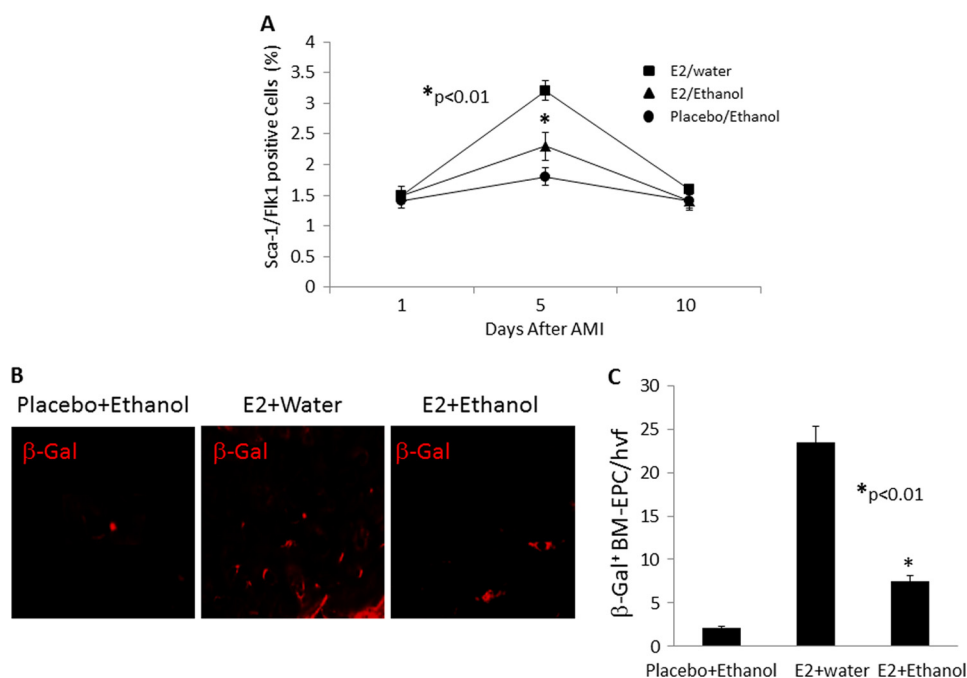 A
Sca-1/Flk1 positive Cells (%)
4
3.5
3
2.5
2
1.5
1
0.5
0
*p<0.01
*
E2/water
E2/Ethanol
Placebo/Ethanol
1 5 10
Days After AMI
B
Placebo+Ethanol E2+Water E2+Ethanol
β-Gal β-Gal β-Gal
C
β-Gal⁺ BM-EPC/hvf
30
25
20
15
10
5
0
*p<0.01
*
Placebo+Ethanol E2+water E2+Ethanol